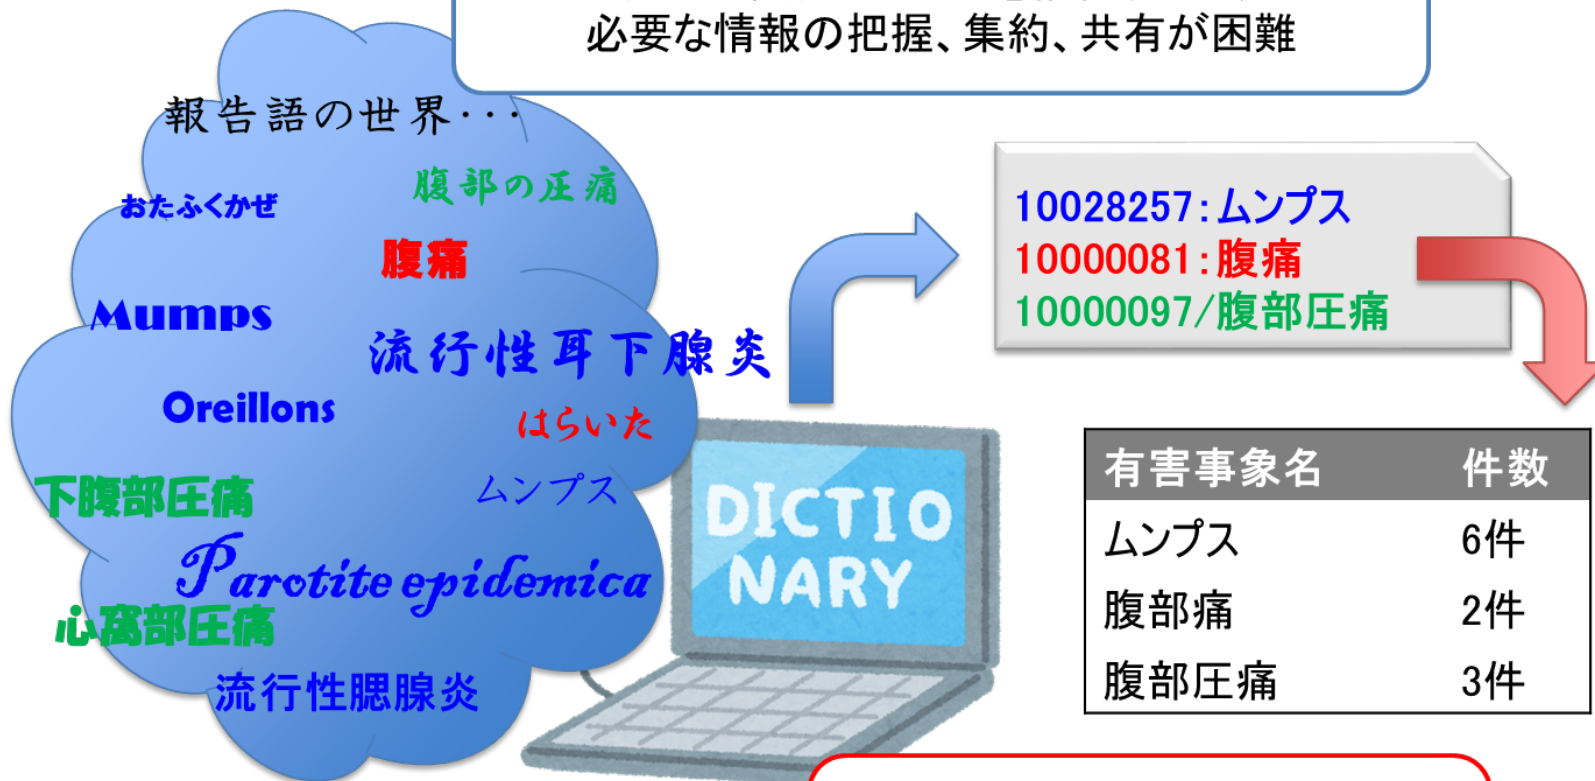 必要な情報の把握、集約、共有が困難
報告語の世界･･･
おたふくかぜ
腹部の圧痛
腹痛
Mumps
流行性耳下腺炎
Oreillons
はらいた
下腹部圧痛
ムンプス
Parotite epidemica
心窩部圧痛
流行性腮腺炎
DICTIO
NARY
10028257:ムンプス
10000081:腹痛
10000097/腹部圧痛
有害事象名 件数
ムンプス 6件
腹部痛 2件
腹部圧痛 3件